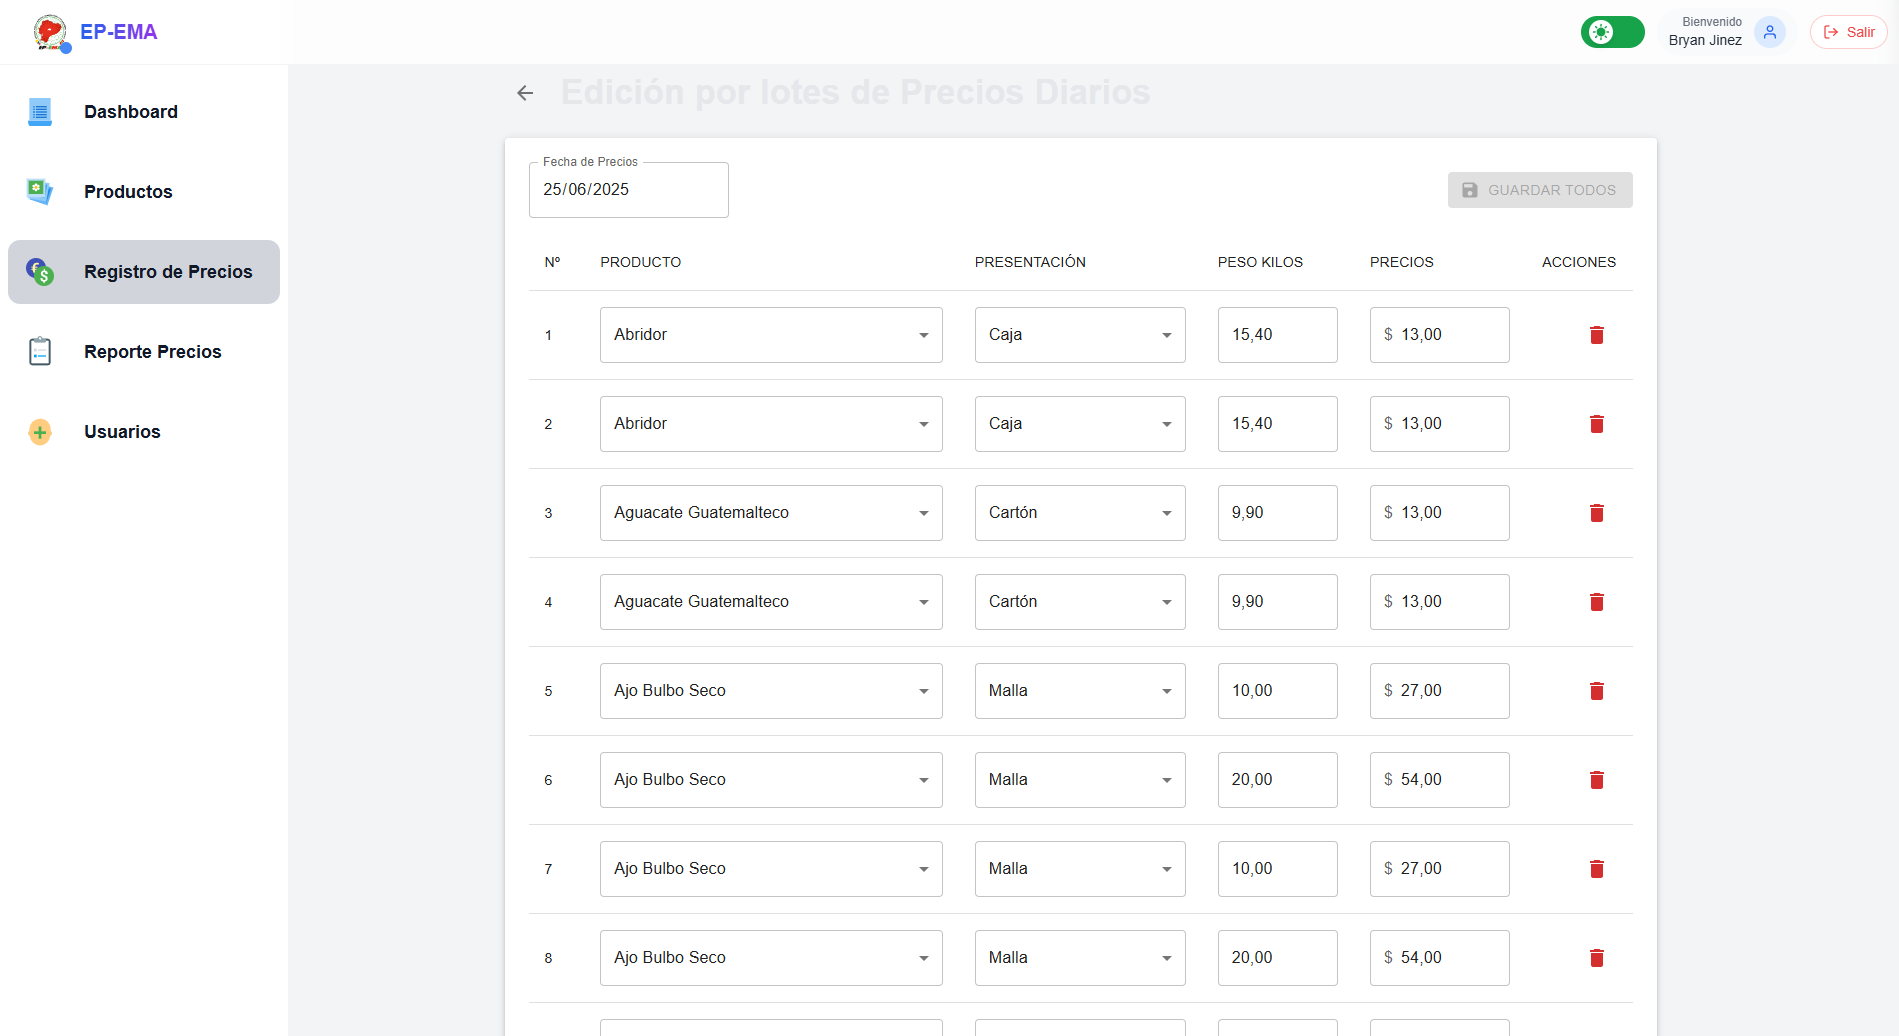 EP-EMA
Bienvenido
Bryan Jinez
Salir
Dashboard
Productos
Registro de Precios
Reporte Precios
Usuarios
Edición por lotes de Precios Diarios
Fecha de Precios
25/06/2025
GUARDAR TODOS
Nº PRODUCTO PRESENTACIÓN PESO KILOS PRECIOS ACCIONES
1 Abridor Caja 15,40 $ 13,00
2 Abridor Caja 15,40 $ 13,00
3 Aguacate Guatemalteco Cartón 9,90 $ 13,00
4 Aguacate Guatemalteco Cartón 9,90 $ 13,00
5 Ajo Bulbo Seco Malla 10,00 $ 27,00
6 Ajo Bulbo Seco Malla 20,00 $ 54,00
7 Ajo Bulbo Seco Malla 10,00 $ 27,00
8 Ajo Bulbo Seco Malla 20,00 $ 54,00